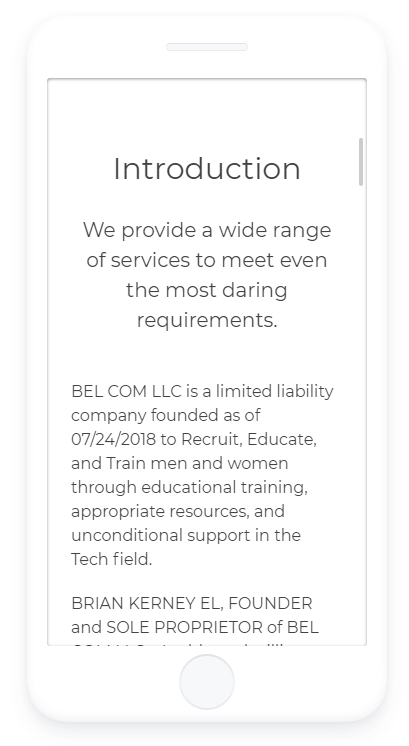 Introduction
We provide a wide range
of services to meet even
the most daring
requirements.
BEL COM LLC is a limited liability
company founded as of
07/24/2018 to Recruit, Educate,
and Train men and women
through educational training,
appropriate resources, and
unconditional support in the
Tech field.
BRIAN KERNEY EL, FOUNDER
and SOLE PROPRIETOR of BEL